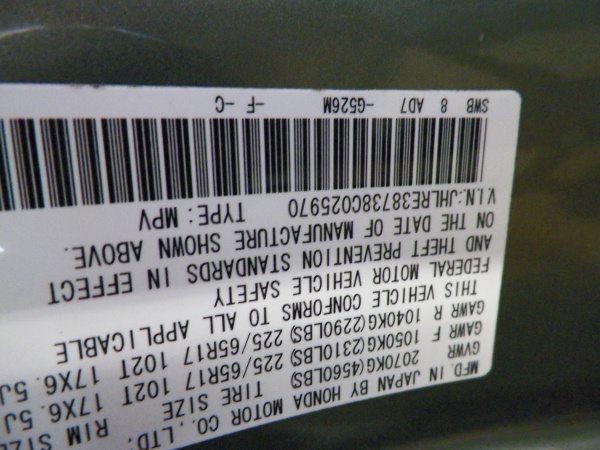 MFD. IN JAPAN BY HONDA MOTOR CO., LTD.
GVWR 2070KG(4560LBS) TIRE SIZE RIM SIZE
GAWR F 1050KG(2310LBS) 225/65R17 102T 17X6.5J
GAWR R 1040KG(2290LBS) 225/65R17 102T 17X6.5J
THIS VEHICLE CONFORMS TO ALL APPLICABLE
FEDERAL MOTOR VEHICLE SAFETY
AND THEFT PREVENTION STANDARDS IN EFFECT
ON THE DATE OF MANUFACTURE SHOWN ABOVE.
V.I.N.:JHLRE38738C025970 TYPE:MPV
SWB 8 AD7 -G526M -F -C